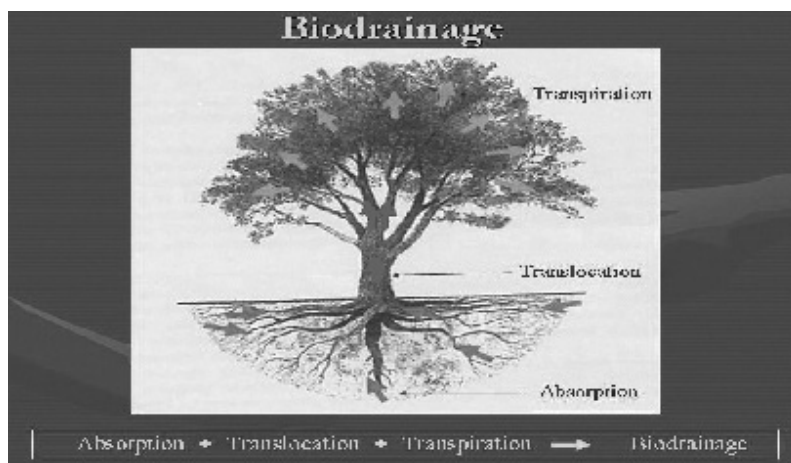 Biodrainage
Transpiration
Translocation
Absorption
Absorption + Translocation + Transpiration → Biodrainage